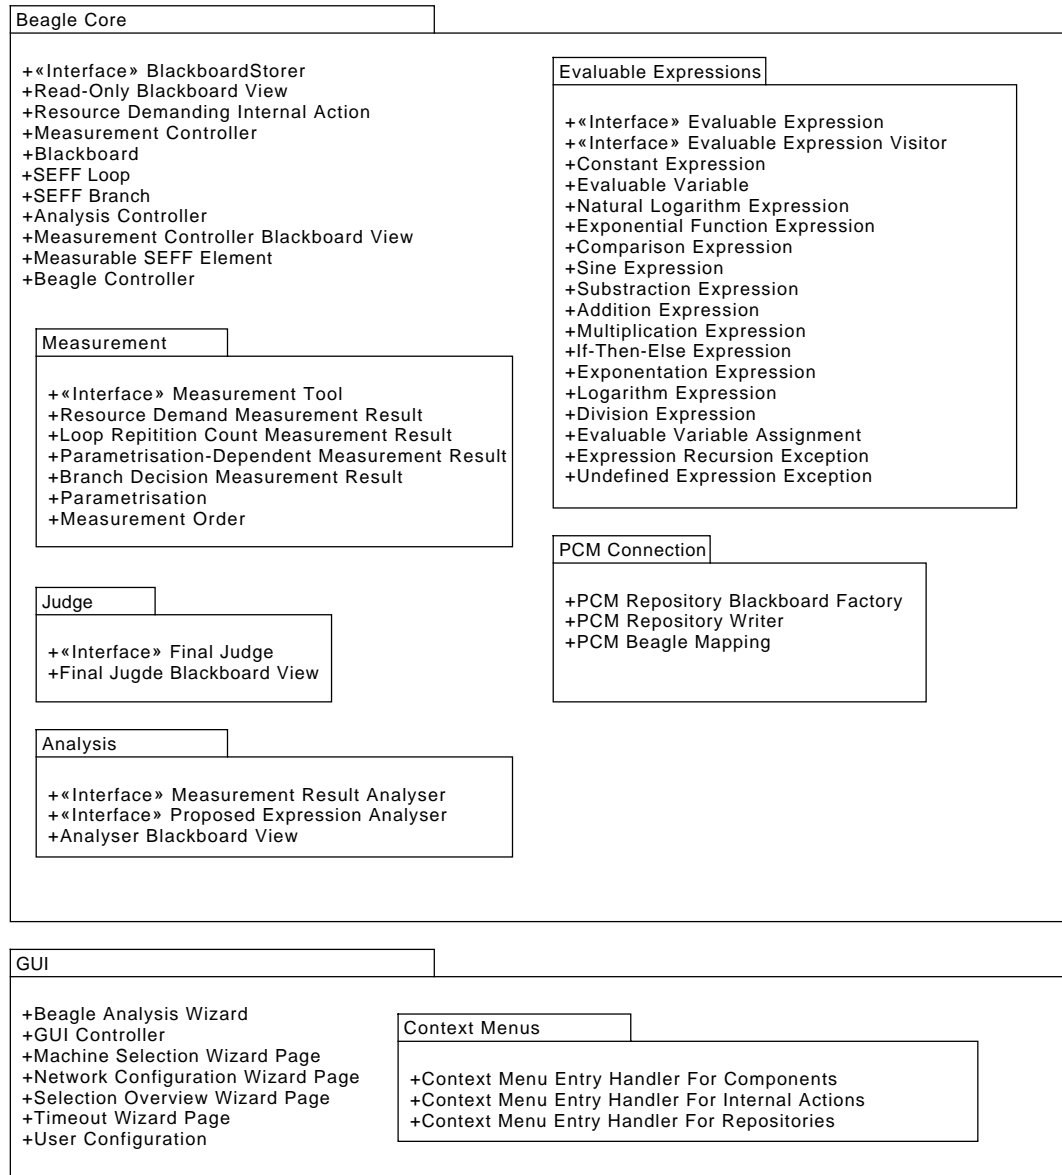 Beagle Core
+«Interface» BlackboardStorer
+Read-Only Blackboard View
+Resource Demanding Internal Action
+Measurement Controller
+Blackboard
+SEFF Loop
+SEFF Branch
+Analysis Controller
+Measurement Controller Blackboard View
+Measurable SEFF Element
+Beagle Controller
Measurement
+«Interface» Measurement Tool
+Resource Demand Measurement Result
+Loop Repitition Count Measurement Result
+Parametrisation-Dependent Measurement Result
+Branch Decision Measurement Result
+Parametrisation
+Measurement Order
Judge
+«Interface» Final Judge
+Final Jugde Blackboard View
Analysis
+«Interface» Measurement Result Analyser
+«Interface» Proposed Expression Analyser
+Analyser Blackboard View
Evaluable Expressions
+«Interface» Evaluable Expression
+«Interface» Evaluable Expression Visitor
+Constant Expression
+Evaluable Variable
+Natural Logarithm Expression
+Exponential Function Expression
+Comparison Expression
+Sine Expression
+Substraction Expression
+Addition Expression
+Multiplication Expression
+If-Then-Else Expression
+Exponentation Expression
+Logarithm Expression
+Division Expression
+Evaluable Variable Assignment
+Expression Recursion Exception
+Undefined Expression Exception
PCM Connection
+PCM Repository Blackboard Factory
+PCM Repository Writer
+PCM Beagle Mapping
GUI
+Beagle Analysis Wizard
+GUI Controller
+Machine Selection Wizard Page
+Network Configuration Wizard Page
+Selection Overview Wizard Page
+Timeout Wizard Page
+User Configuration
Context Menus
+Context Menu Entry Handler For Components
+Context Menu Entry Handler For Internal Actions
+Context Menu Entry Handler For Repositories